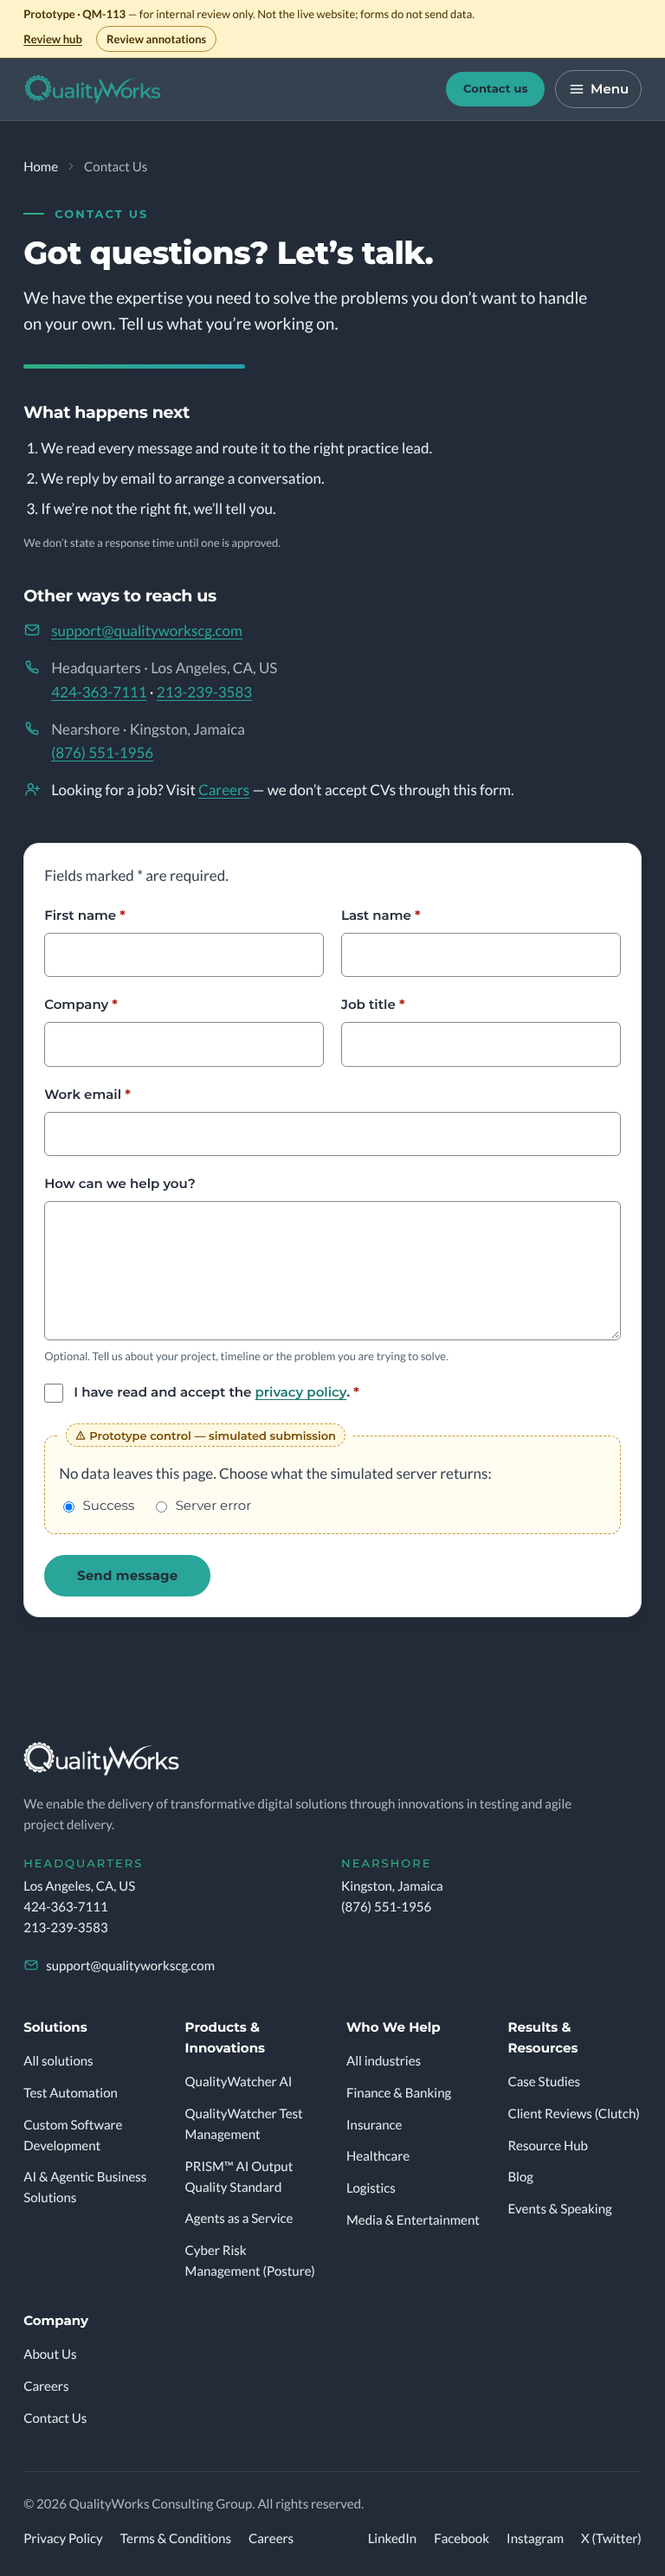 Prototype · QM-113 — for internal review only. Not the live website; forms do not send data.
Review hub
Review annotations
QualityWorks
Contact us
Menu
Home
Contact Us
CONTACT US
Got questions? Let’s talk.
We have the expertise you need to solve the problems you don’t want to handle
on your own. Tell us what you’re working on.
What happens next
1. We read every message and route it to the right practice lead.
2. We reply by email to arrange a conversation.
3. If we’re not the right fit, we’ll tell you.
We don’t state a response time until one is approved.
Other ways to reach us
support@qualityworkscg.com
Headquarters · Los Angeles, CA, US
424-363-7111 · 213-239-3583
Nearshore · Kingston, Jamaica
(876) 551-1956
Looking for a job? Visit Careers — we don’t accept CVs through this form.
Fields marked * are required.
First name *
Last name *
Company *
Job title *
Work email *
How can we help you?
Optional. Tell us about your project, timeline or the problem you are trying to solve.
I have read and accept the privacy policy. *
Prototype control — simulated submission
No data leaves this page. Choose what the simulated server returns:
Success
Server error
Send message
QualityWorks
We enable the delivery of transformative digital solutions through innovations in testing and agile
project delivery.
HEADQUARTERS
Los Angeles, CA, US
424-363-7111
213-239-3583
NEARSHORE
Kingston, Jamaica
(876) 551-1956
support@qualityworkscg.com
Solutions
All solutions
Test Automation
Custom Software
Development
AI & Agentic Business
Solutions
Products &
Innovations
QualityWatcher AI
QualityWatcher Test
Management
PRISM™ AI Output
Quality Standard
Agents as a Service
Cyber Risk
Management (Posture)
Who We Help
All industries
Finance & Banking
Insurance
Healthcare
Logistics
Media & Entertainment
Results &
Resources
Case Studies
Client Reviews (Clutch)
Resource Hub
Blog
Events & Speaking
Company
About Us
Careers
Contact Us
© 2026 QualityWorks Consulting Group. All rights reserved.
Privacy Policy
Terms & Conditions
Careers
LinkedIn
Facebook
Instagram
X (Twitter)